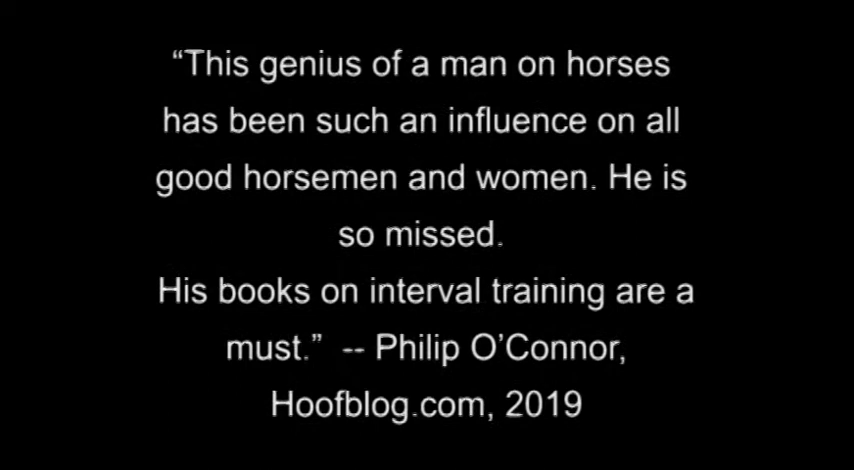 “This genius of a man on horses
has been such an influence on all
good horsemen and women. He is
so missed.
His books on interval training are a
must.”  -- Philip O’Connor,
Hoofblog.com, 2019